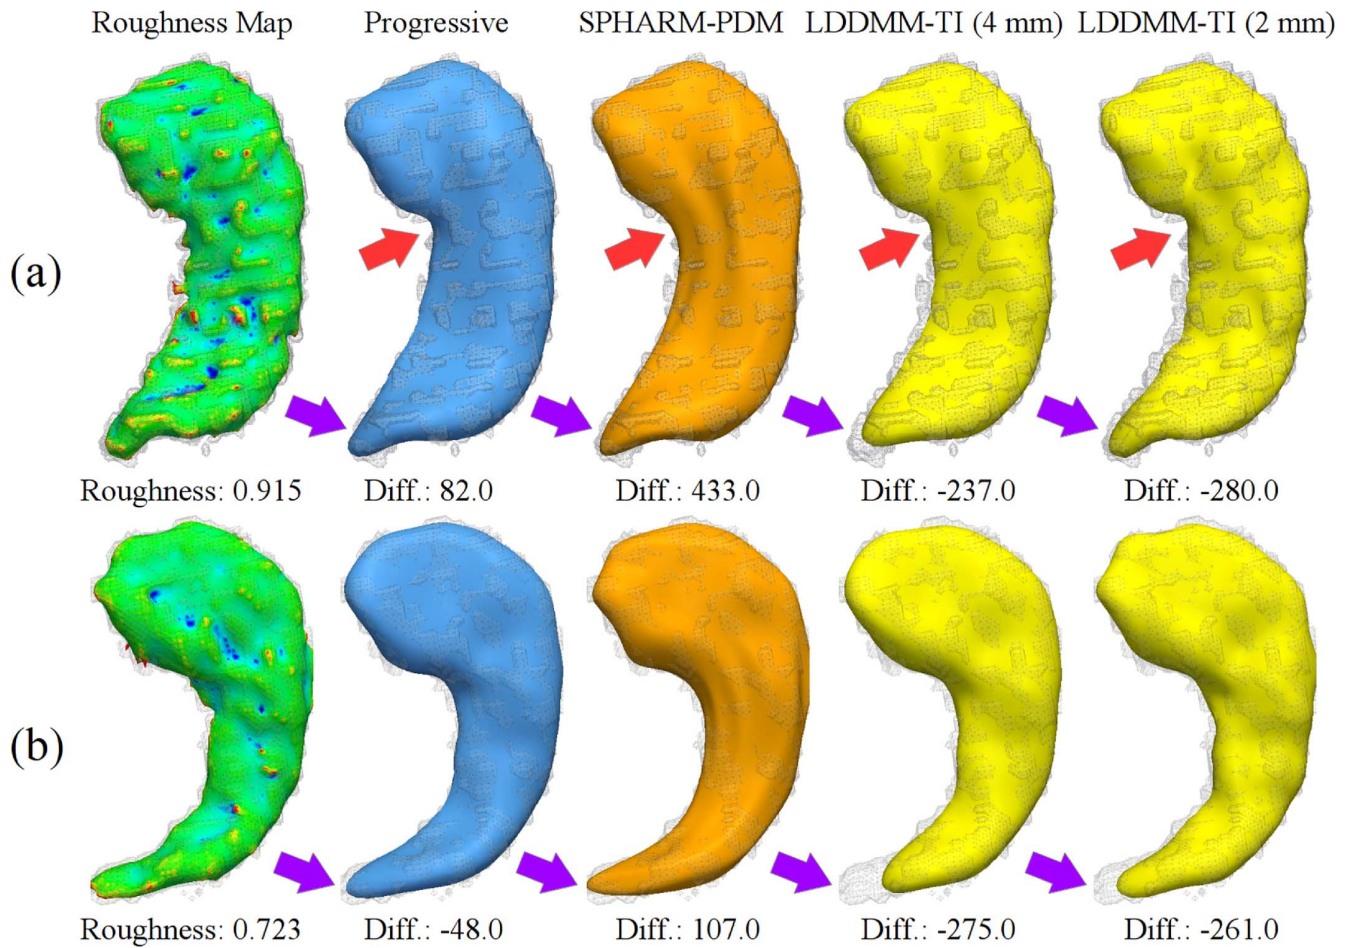 Roughness Map Progressive SPHARM-PDM LDDMM-TI (4 mm) LDDMM-TI (2 mm)
(a)
Roughness: 0.915 Diff.: 82.0 Diff.: 433.0 Diff.: -237.0 Diff.: -280.0
(b)
Roughness: 0.723 Diff.: -48.0 Diff.: 107.0 Diff.: -275.0 Diff.: -261.0